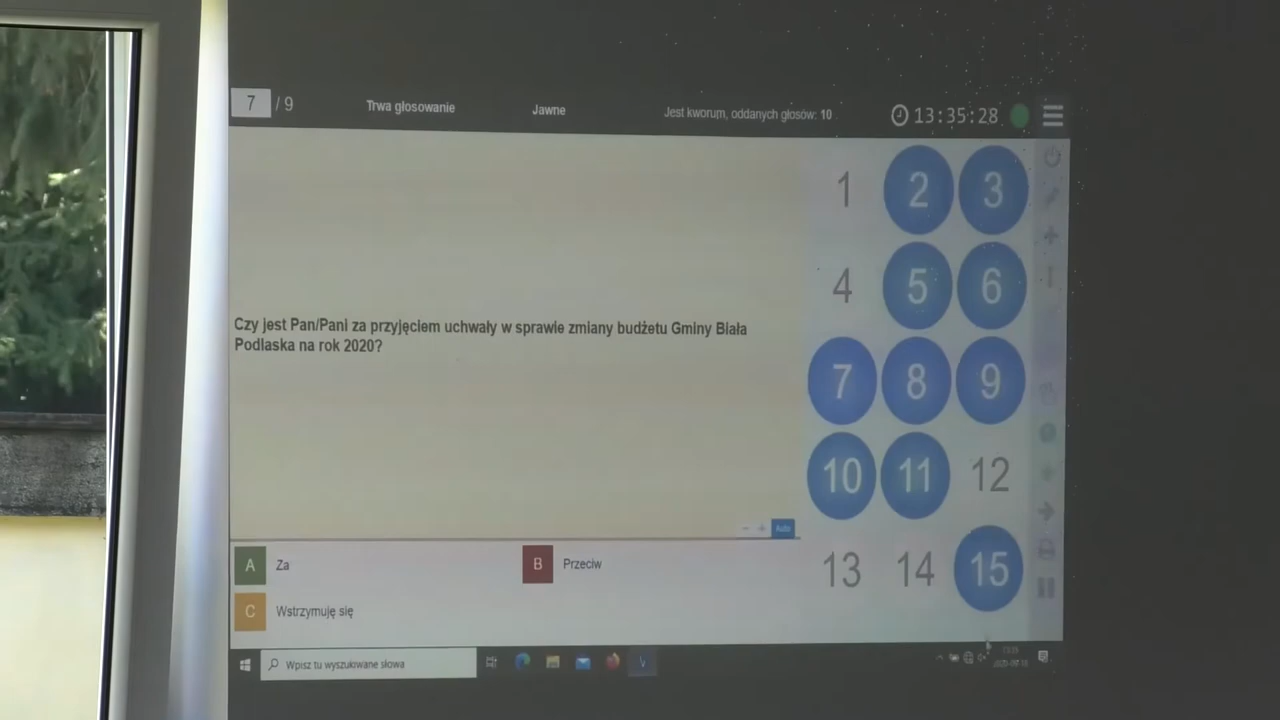 7 / 9 Trwa głosowanie Jawne Jest kworum, oddanych głosów: 10 13:35:28
1 2 3
4 5 6
Czy jest Pan/Pani za przyjęciem uchwały w sprawie zmiany budżetu Gminy Biała
Podlaska na rok 2020?
7 8 9
10 11 12
Auto
A Za B Przeciw
13 14 15
C Wstrzymuję się
Wpisz tu wyszukiwane słowa